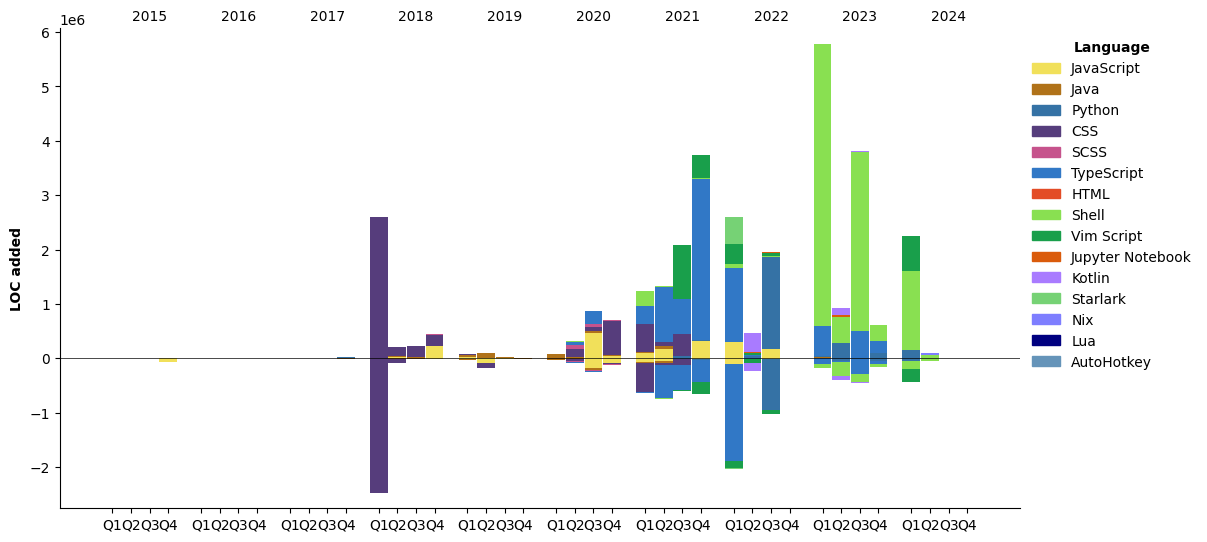 1e6
2015 2016 2017 2018 2019 2020 2021 2022 2023 2024
6
5
4
3
2
1
0
−1
−2
LOC added
Q1Q2Q3Q4 Q1Q2Q3Q4 Q1Q2Q3Q4 Q1Q2Q3Q4 Q1Q2Q3Q4 Q1Q2Q3Q4 Q1Q2Q3Q4 Q1Q2Q3Q4 Q1Q2Q3Q4 Q1Q2Q3Q4
Language
JavaScript
Java
Python
CSS
SCSS
TypeScript
HTML
Shell
Vim Script
Jupyter Notebook
Kotlin
Starlark
Nix
Lua
AutoHotkey